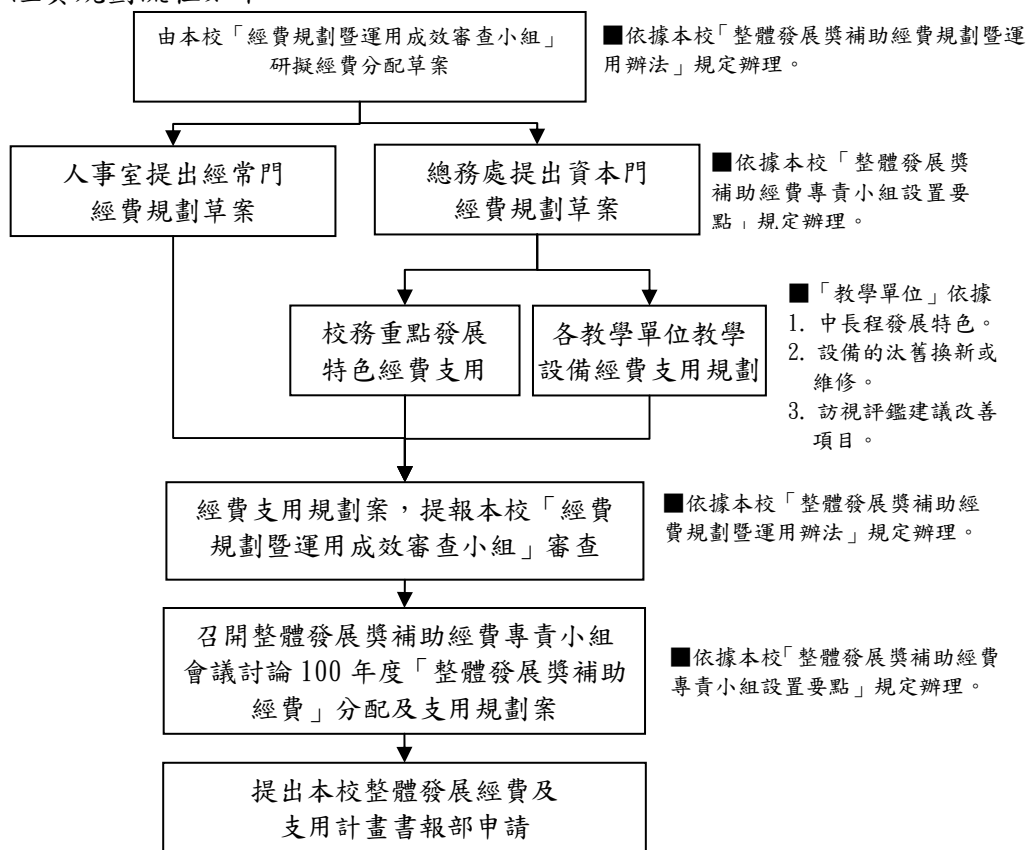 經費規劃流程如下
由本校「經費規劃暨運用成效審查小組」
研擬經費分配草案
■依據本校「整體發展獎補助經費規劃暨運
用辦法」規定辦理。
人事室提出經常門
經費規劃草案
總務處提出資本門
經費規劃草案
■依據本校「整體發展獎
補助經費專責小組設置要
點」規定辦理。
校務重點發展
特色經費支用
各教學單位教學
設備經費支用規劃
■「教學單位」依據
1. 中長程發展特色。
2. 設備的汰舊換新或
維修。
3. 訪視評鑑建議改善
項目。
經費支用規劃案，提報本校「經費
規劃暨運用成效審查小組」審查
■依據本校「整體發展獎補助經
費規劃暨運用辦法」規定辦理。
召開整體發展獎補助經費專責小組
會議討論 100 年度「整體發展獎補助
經費」分配及支用規劃案
■依據本校「整體發展獎補助經費
專責小組設置要點」規定辦理。
提出本校整體發展經費及
支用計畫書報部申請